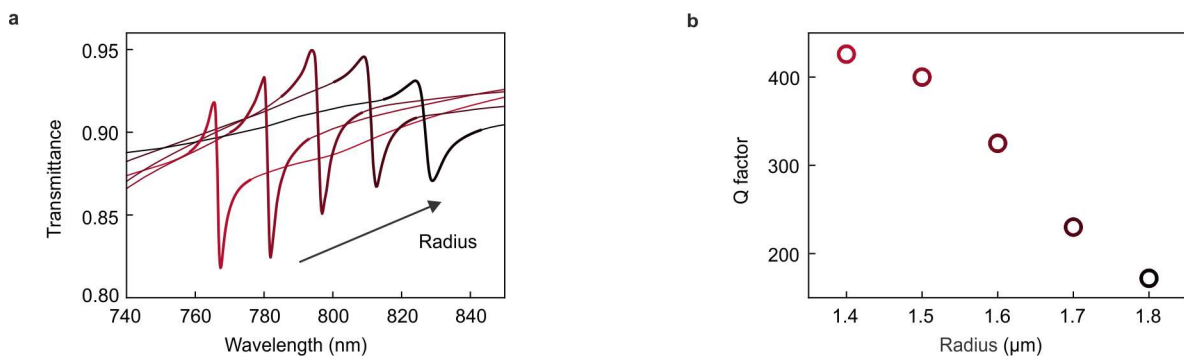 a
0.95
0.90
0.85
0.80
Transmittance
740
760
780
800
820
840
Wavelength (nm)
Radius
b
400
300
200
Q factor
1.4
1.5
1.6
1.7
1.8
Radius (μm)